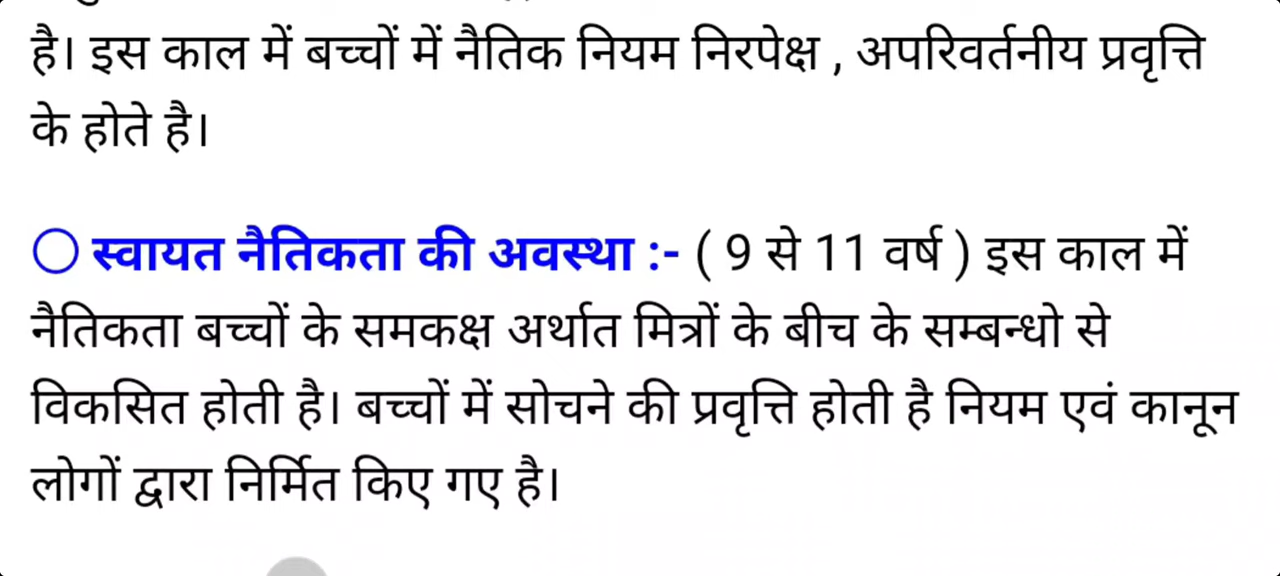 है। इस काल में बच्चों में नैतिक नियम निरपेक्ष , अपरिवर्तनीय प्रवृत्ति
के होते है।
स्वायत नैतिकता की अवस्था :- ( 9 से 11 वर्ष ) इस काल में
नैतिकता बच्चों के समकक्ष अर्थात मित्रों के बीच के सम्बन्धो से
विकसित होती है। बच्चों में सोचने की प्रवृत्ति होती है नियम एवं कानून
लोगों द्वारा निर्मित किए गए है।